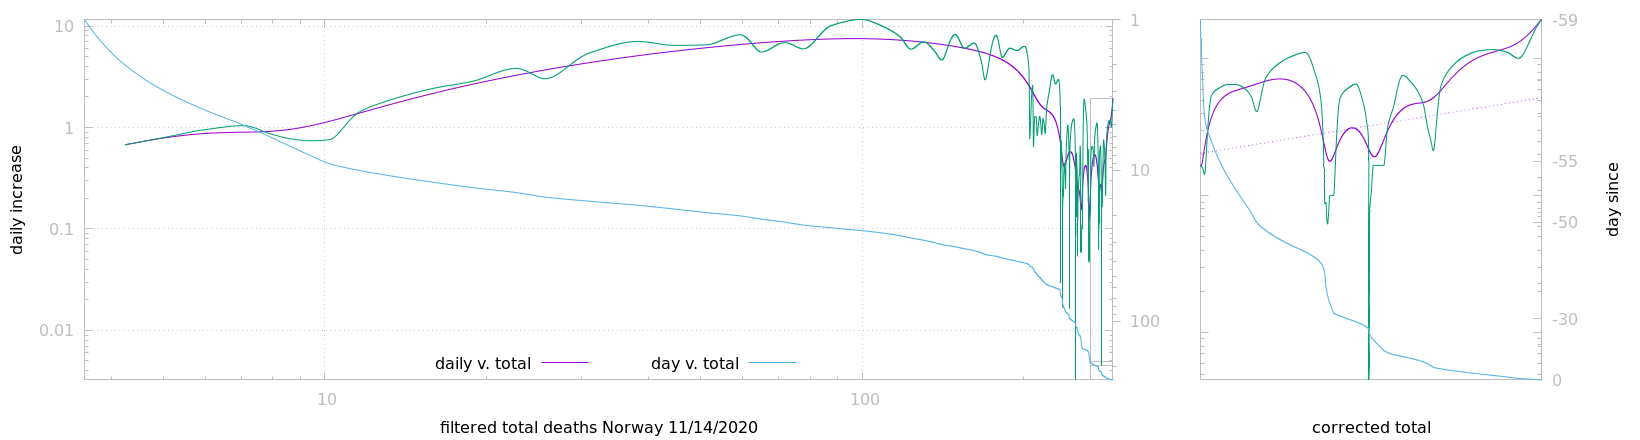 10
1
0.1
0.01
daily increase
10
100
1
10
100
daily v. total
day v. total
filtered total deaths Norway 11/14/2020
-59
-55
-50
-30
0
day since
corrected total